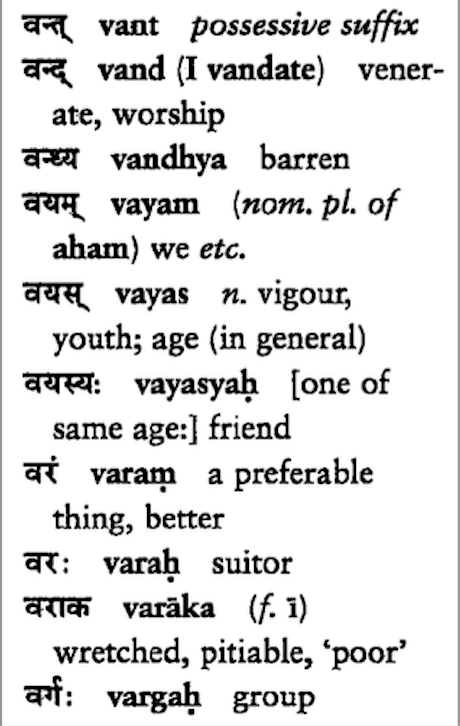 वन्त् vant possessive suffix
वन्द् vand (I vandate) vener-
ate, worship
वन्ध्य vandhya barren
वयम् vayam (nom. pl. of
aham) we etc.
वयस् vayas n. vigour,
youth; age (in general)
वयस्यः vayasyaḥ [one of
same age:] friend
वरं varaṃ a preferable
thing, better
वरः varaḥ suitor
वराक varāka (f. ī)
wretched, pitiable, ‘poor’
वर्गः vargaḥ group